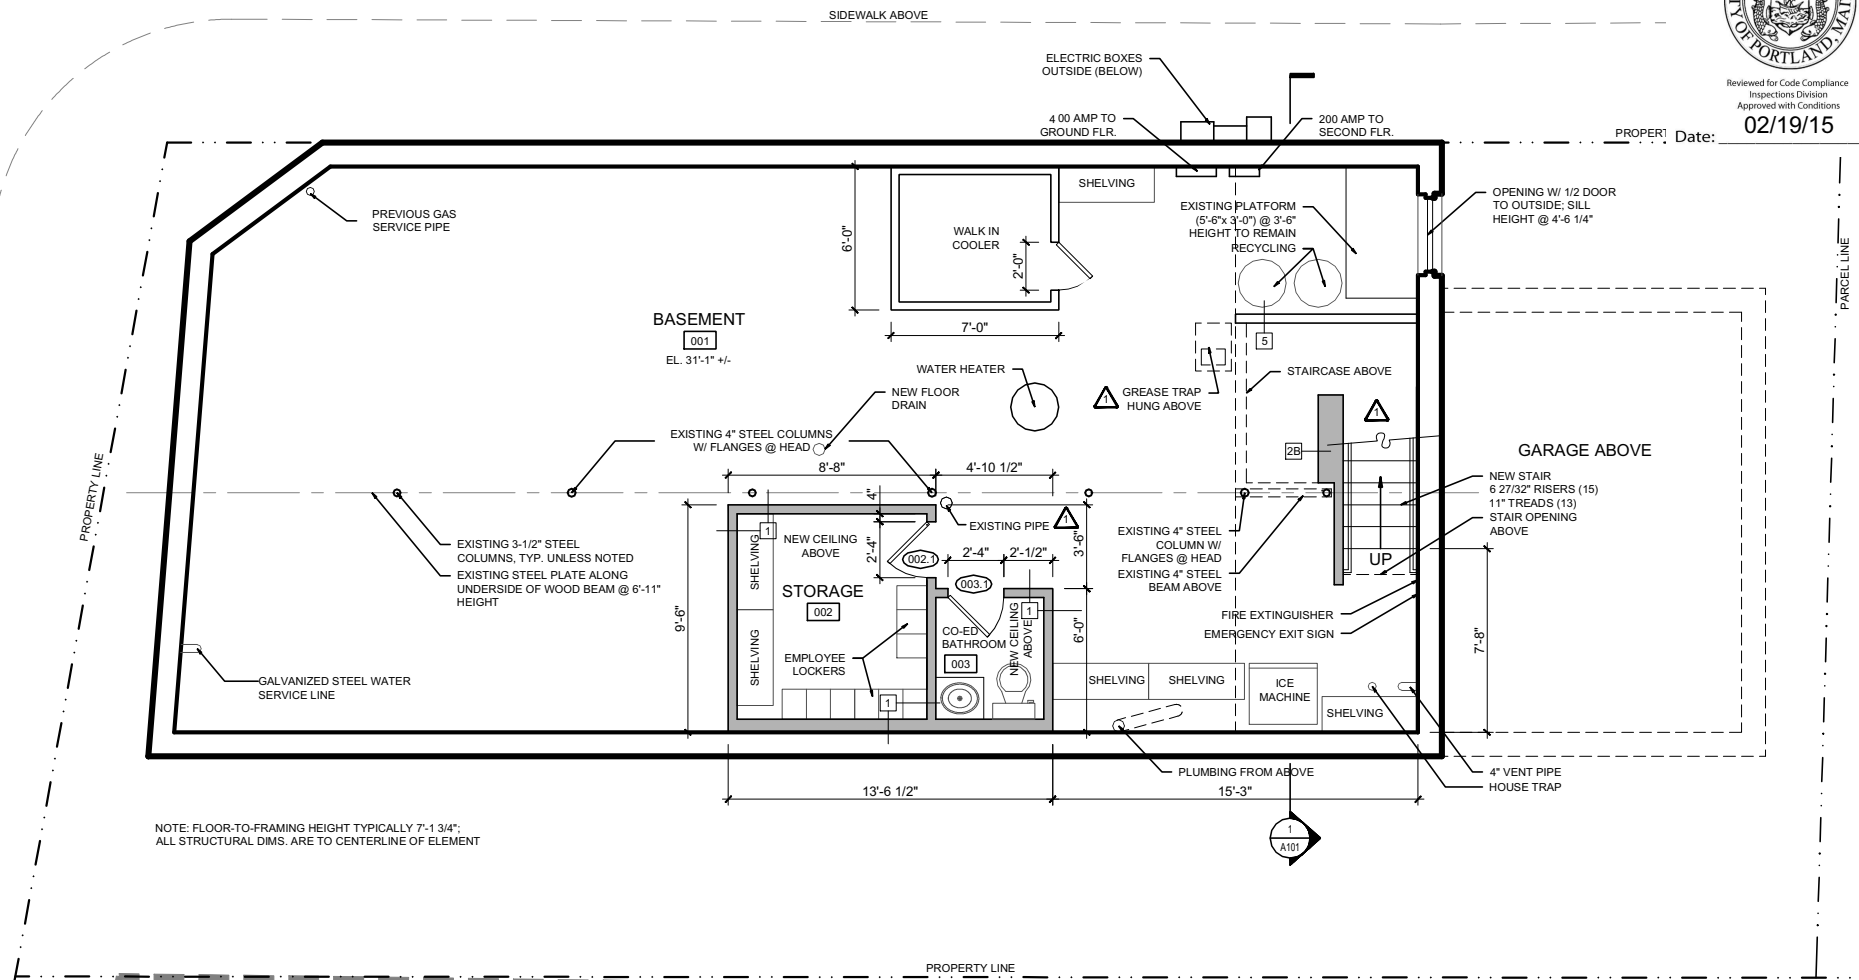 SIDEWALK ABOVE
ELECTRIC BOXES
OUTSIDE (BELOW)
4 00 AMP TO
GROUND FLR.
200 AMP TO
SECOND FLR.
OF PORTLAND,
Reviewed for Code Compliance
Inspections Division
Approved with Conditions
Date: 02/19/15
PROPERT
PREVIOUS GAS
SERVICE PIPE
6'-0"
WALK IN
COOLER
2'-0"
7'-0"
SHELVING
EXISTING PLATFORM
(5'-6"x 3'-0") @ 3'-6"
HEIGHT TO REMAIN
RECYCLING
OPENING W/ 1/2 DOOR
TO OUTSIDE; SILL
HEIGHT @ 4'-6 1/4"
PARCEL LINE
BASEMENT
001
EL. 31'-1" +/-
5
WATER HEATER
NEW FLOOR
DRAIN
1
GREASE TRAP
HUNG ABOVE
STAIRCASE ABOVE
1
2B
GARAGE ABOVE
EXISTING 4" STEEL COLUMNS
W/ FLANGES @ HEAD
8'-8"
4'-10 1/2"
PROPERTY LINE
NEW STAIR
6 27/32" RISERS (15)
11" TREADS (13)
STAIR OPENING
ABOVE
UP
4"
EXISTING PIPE
1
3'-6"
EXISTING 4" STEEL
COLUMN W/
FLANGES @ HEAD
EXISTING 4" STEEL
BEAM ABOVE
EXISTING 3-1/2" STEEL
COLUMNS, TYP. UNLESS NOTED
EXISTING STEEL PLATE ALONG
UNDERSIDE OF WOOD BEAM @ 6'-11"
HEIGHT
9'-6"
1
SHELVING
NEW CEILING
ABOVE
2'-4"
002.1
2'-4"
2'-1/2"
003.1
STORAGE
002
1
NEW CEILING
ABOVE
CO-ED
BATHROOM
003
6'-0"
FIRE EXTINGUISHER
EMERGENCY EXIT SIGN
7'-8"
SHELVING
EMPLOYEE
LOCKERS
1
SHELVING
SHELVING
ICE
MACHINE
SHELVING
GALVANIZED STEEL WATER
SERVICE LINE
PLUMBING FROM ABOVE
4" VENT PIPE
HOUSE TRAP
13'-6 1/2"
15'-3"
1
A101
NOTE: FLOOR-TO-FRAMING HEIGHT TYPICALLY 7'-1 3/4";
ALL STRUCTURAL DIMS. ARE TO CENTERLINE OF ELEMENT
PROPERTY LINE